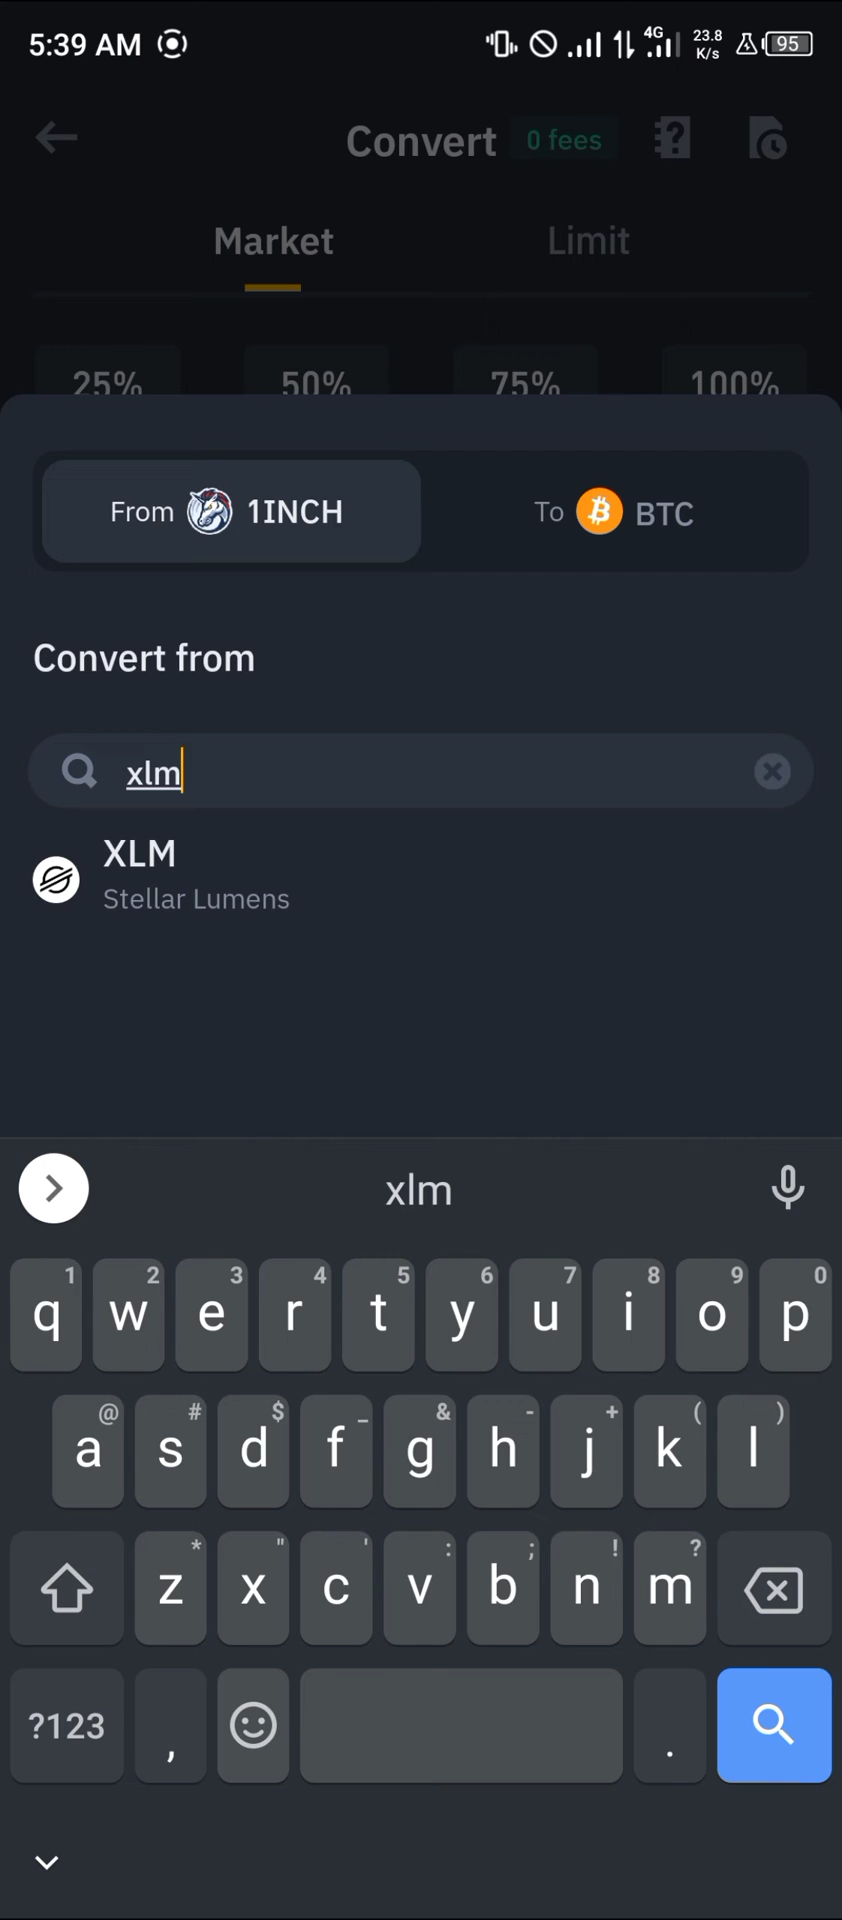 5:39 AM 4G 23.8 K/s 95
Convert 0 fees
Market Limit
25% 50% 75% 100%
From 1INCH To BTC
Convert from
xlm
XLM
Stellar Lumens
xlm
1 2 3 4 5 6 7 8 9 0
q w e r t y u i o p
@ # $ _ & - + ( )
a s d f g h j k l
* " ' : ; ! ?
z x c v b n m
?123 , .